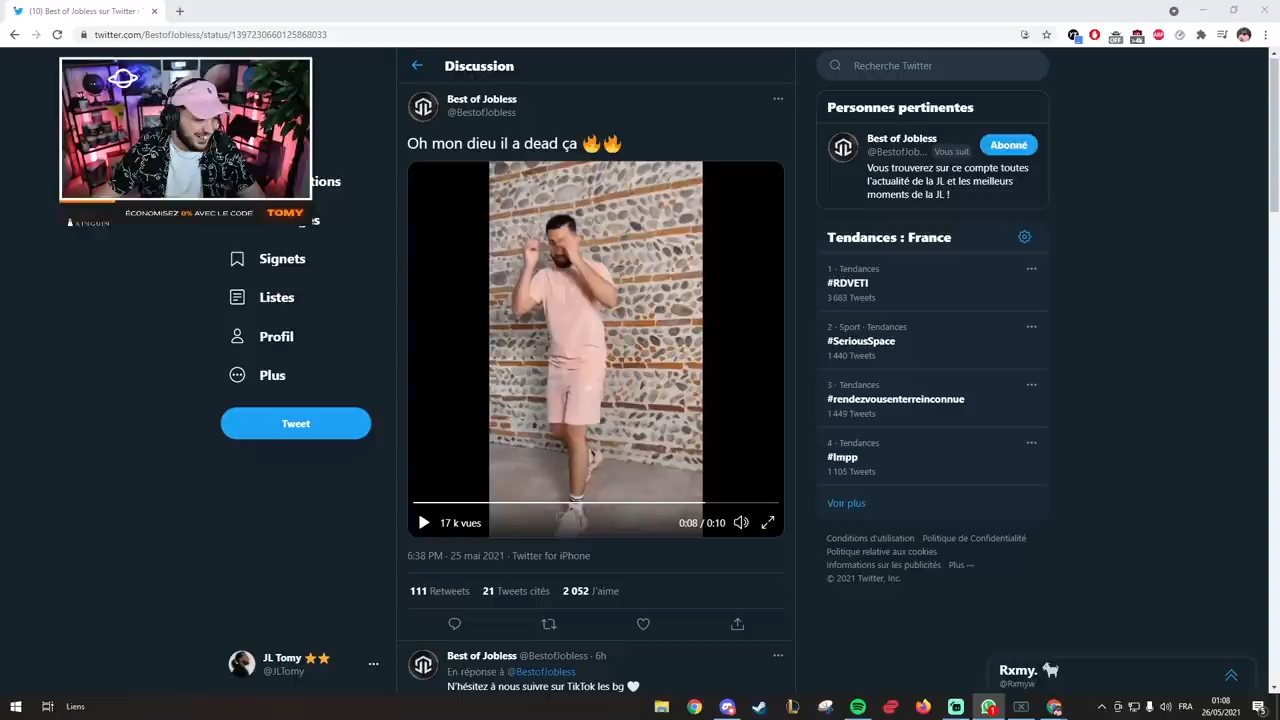 (10) Best of Jobless sur Twitter :
twitter.com/BestofJobless/status/1397230660125868033
OFF
>4k
ABP
KINGUIN
ÉCONOMISEZ 8% AVEC LE CODE TOMY
Signets
Listes
Profil
Plus
Tweet
JL Tomy ⭐⭐
@JLTomy
Discussion
Best of Jobless
@BestofJobless
Oh mon dieu il a dead ça 🔥🔥
17 k vues
0:08 / 0:10
6:38 PM · 25 mai 2021 · Twitter for iPhone
111 Retweets 21 Tweets cités 2 052 J'aime
Best of Jobless @BestofJobless · 6h
En réponse à @BestofJobless
N'hésitez à nous suivre sur TikTok les bg 🤍
Recherche Twitter
Personnes pertinentes
Best of Jobless
@BestofJob... Vous suit
Abonné
Vous trouverez sur ce compte toutes
l'actualité de la JL et les meilleurs
moments de la JL !
Tendances : France
1 · Tendances
#RDVETI
3 683 Tweets
2 · Sport · Tendances
#SeriousSpace
1 440 Tweets
3 · Tendances
#rendezvousenterreinconnue
1 449 Tweets
4 · Tendances
#Impp
1 105 Tweets
Voir plus
Conditions d'utilisation Politique de Confidentialité
Politique relative aux cookies
Informations sur les publicités Plus ···
© 2021 Twitter, Inc.
Rxmy. 🐐
@Rxmyw
Liens
FRA
01:08
26/05/2021